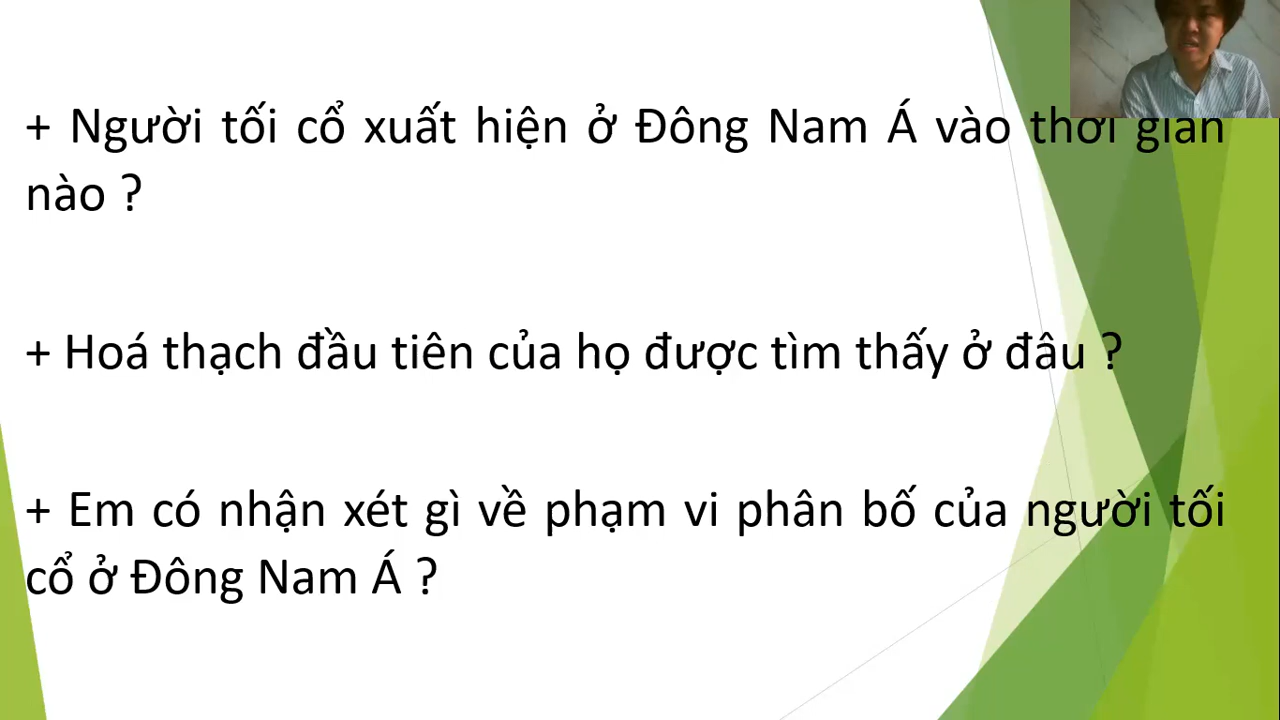 + Người tối cổ xuất hiện ở Đông Nam Á vào thời gian
nào ?
+ Hoá thạch đầu tiên của họ được tìm thấy ở đâu ?
+ Em có nhận xét gì về phạm vi phân bố của người tối
cổ ở Đông Nam Á ?